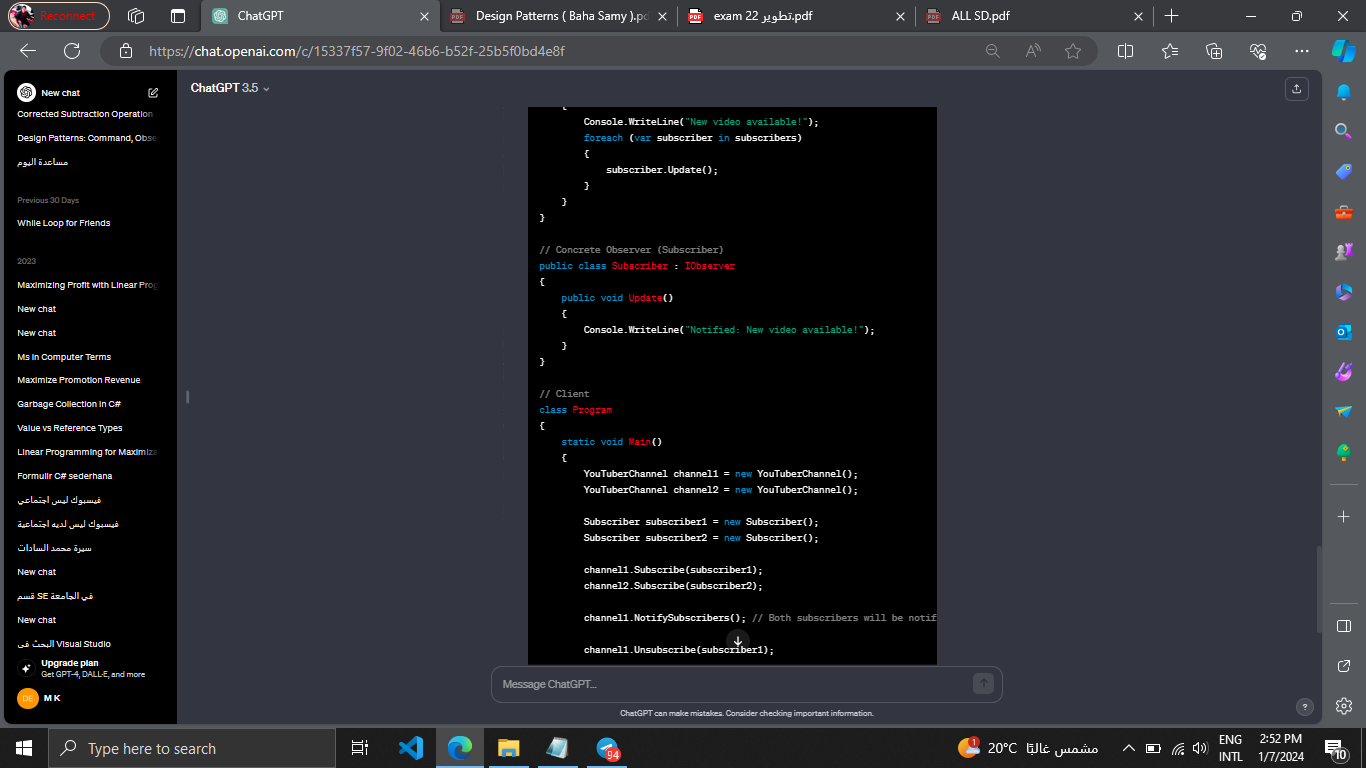 Reconnect
ChatGPT
Design Patterns ( Baha Samy ).pd
exam 22 تطوير.pdf
ALL SD.pdf
https://chat.openai.com/c/15337f57-9f02-46b6-b52f-25b5f0bd4e8f
New chat
Corrected Subtraction Operation
Design Patterns: Command, Obse
مساعدة اليوم
Previous 30 Days
While Loop for Friends
2023
Maximizing Profit with Linear Prog
New chat
New chat
Ms in Computer Terms
Maximize Promotion Revenue
Garbage Collection in C#
Value vs Reference Types
Linear Programming for Maximiza
Formulir C# sederhana
فيسبوك ليس اجتماعي
فيسبوك ليس لديه اجتماعية
سيرة محمد السادات
New chat
قسم SE في الجامعة
New chat
البحث في Visual Studio
Upgrade plan
Get GPT-4, DALL·E, and more
DE
M K
ChatGPT 3.5
{
Console.WriteLine("New video available!");
foreach (var subscriber in subscribers)
{
subscriber.Update();
}
}
}
// Concrete Observer (Subscriber)
public class Subscriber : IObserver
{
public void Update()
{
Console.WriteLine("Notified: New video available!");
}
}
// Client
class Program
{
static void Main()
{
YouTuberChannel channel1 = new YouTuberChannel();
YouTuberChannel channel2 = new YouTuberChannel();
Subscriber subscriber1 = new Subscriber();
Subscriber subscriber2 = new Subscriber();
channel1.Subscribe(subscriber1);
channel2.Subscribe(subscriber2);
channel1.NotifySubscribers(); // Both subscribers will be notif
channel1.Unsubscribe(subscriber1);
Message ChatGPT...
ChatGPT can make mistakes. Consider checking important information.
?
Type here to search
94
1
20°C مشمس غالبًا
ENG
INTL
2:52 PM
1/7/2024
10